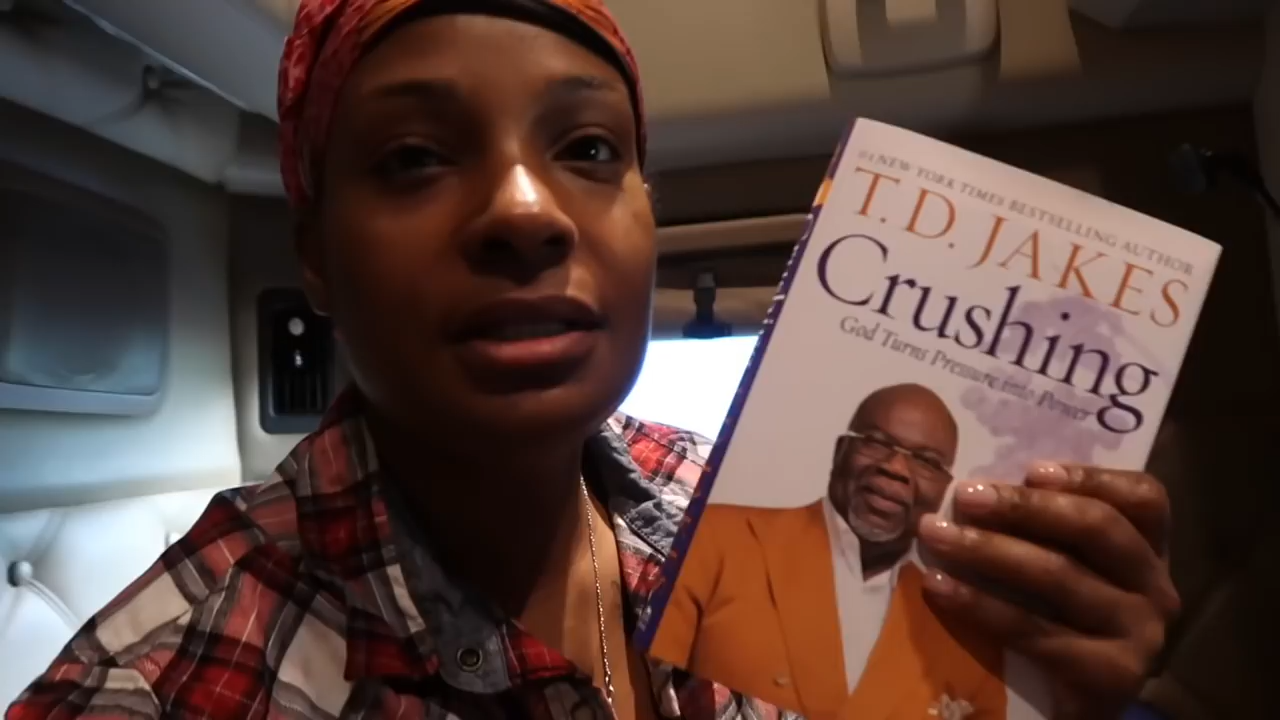 #1 NEW YORK TIMES BESTSELLING AUTHOR
T.D. JAKES
Crushing
God Turns Pressure into Power